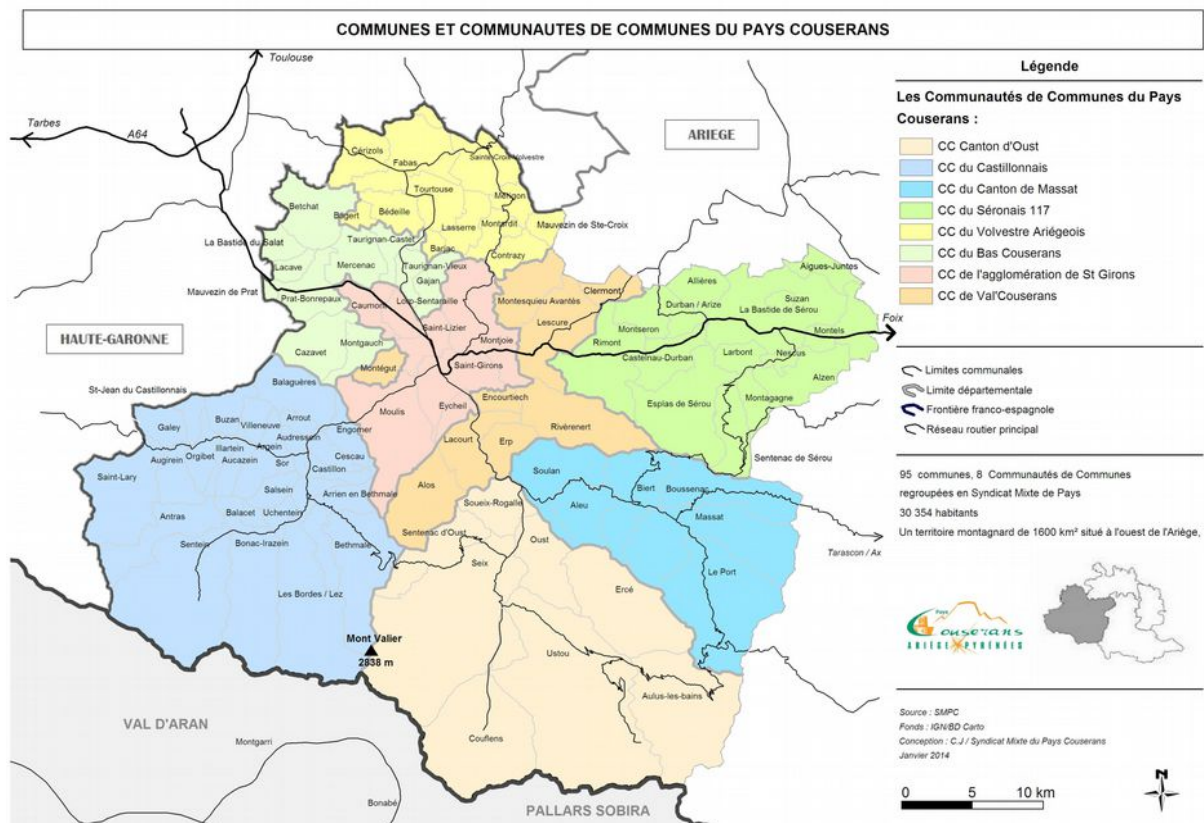 COMMUNES ET COMMUNAUTES DE COMMUNES DU PAYS COUSERANS
Toulouse
Tarbes
A64
ARIEGE
HAUTE-GARONNE
Foix
Tarascon / Ax
VAL D'ARAN
Montgarri
Bonabé
PALLARS SOBIRA
Mont Valier
2838 m
Cérizols
Fabas
Sainte Croix Volvestre
Tourtouse
Mérigon
Bédeille
Lasserre
Montardit
Mauvezin de Ste-Croix
Barjac
Contrazy
Betchat
Bagert
La Bastide du Salat
Taurignan-Castet
Lacave
Mercenac
Taurignan-Vieux
Gajan
Mauvezin de Prat
Prat-Bonrepaux
Caumont
Lorp-Sentaraille
Cazavet
Montgauch
Montégut
Saint-Lizier
Montjoie
Saint-Girons
Moulis
Eycheil
Montesquieu Avantès
Clermont
Lescure
Encourtiech
Rivèrenert
Lacourt
Erp
Alos
Aigues-Juntes
Allières
Durban / Arize
Suzan
La Bastide de Sérou
Montseron
Montels
Rimont
Castelnau-Durban
Larbont
Nescus
Alzen
Esplas de Sérou
Montagagne
Sentenac de Sérou
St-Jean du Castillonnais
Balaguères
Buzan
Arrout
Galey
Villeneuve
Audressein
Engomer
Illartein
Argein
Augirein
Orgibet
Aucazein
Sor
Cescau
Castillon
Saint-Lary
Salsein
Arrien en Bethmale
Antras
Balacet
Uchentein
Sentein
Bonac-Irazein
Bethmale
Les Bordes / Lez
Soulan
Biert
Boussenac
Aleu
Massat
Le Port
Soueix-Rogalle
Sentenac d'Oust
Oust
Seix
Ercé
Ustou
Aulus-les-bains
Couflens
Légende
Les Communautés de Communes du Pays
Couserans :
CC Canton d'Oust
CC du Castillonnais
CC du Canton de Massat
CC du Séronais 117
CC du Volvestre Ariégeois
CC du Bas Couserans
CC de l'agglomération de St Girons
CC de Val'Couserans
Limites communales
Limite départementale
Frontière franco-espagnole
Réseau routier principal
95 communes, 8 Communautés de Communes
regroupées en Syndicat Mixte de Pays
30 354 habitants
Un territoire montagnard de 1600 km² situé à l'ouest de l'Ariège,
Pays
Couserans
ARIÈGE PYRÉNÉES
Source : SMPC
Fonds : IGN/BD Carto
Conception : C.J / Syndicat Mixte du Pays Couserans
Janvier 2014
0 5 10 km
N